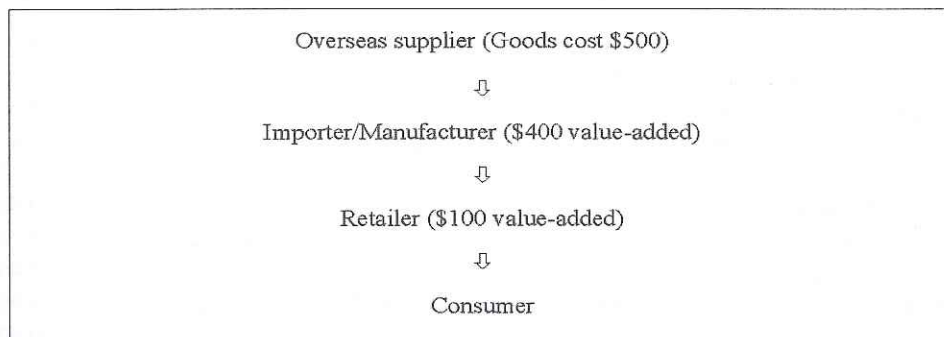 Overseas supplier (Goods cost $500)
⇩
Importer/Manufacturer ($400 value-added)
⇩
Retailer ($100 value-added)
⇩
Consumer